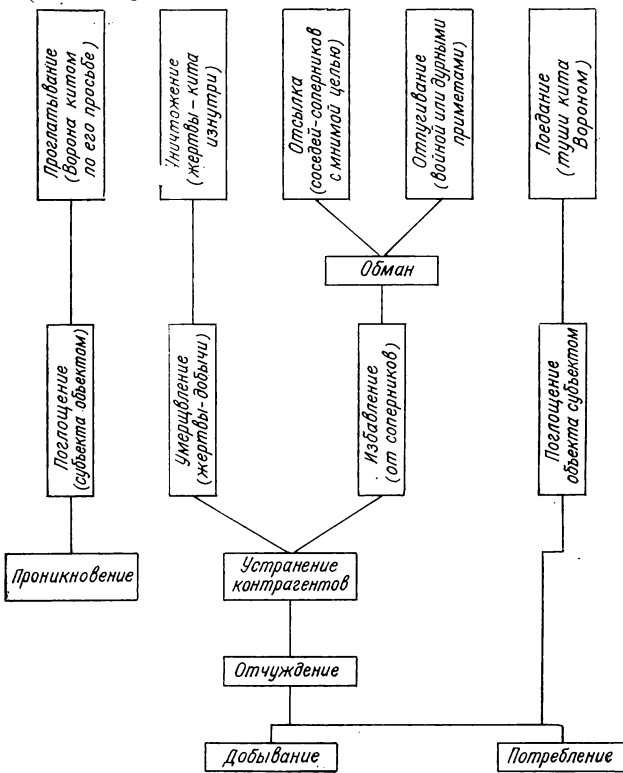 Проглатывание
(Ворона китом
по его просьбе)
Уничтожение
(жертвы - кита
изнутри)
Отсылка
(соседей-соперников
с мнимой целью)
Отпугивание
(войной или дурными
приметами)
Поедание
(туши кита
Вороном)
Обман
Поглощение
(субъекта объектом)
Умерщвление
(жертвы-добычи)
Избавление
(от соперников)
Поглощение
объекта субъектом
Проникновение
Устранение
контрагентов
Отчуждение
Добывание
Потребление